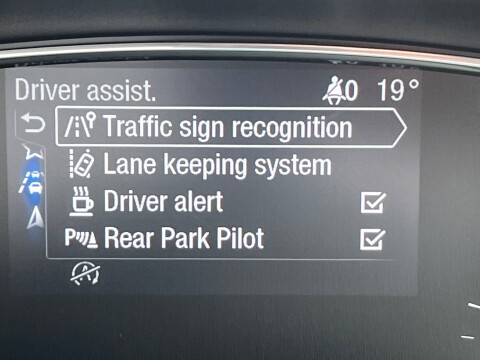 Driver assist. 0 19°
Traffic sign recognition
Lane keeping system
Driver alert
P Rear Park Pilot
A